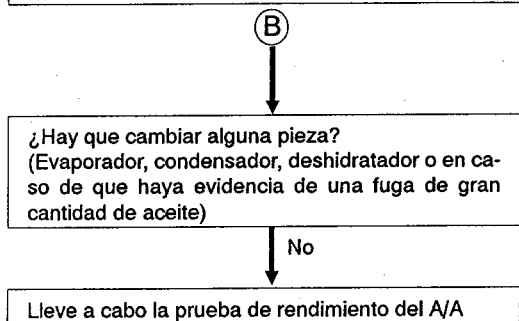 B
¿Hay que cambiar alguna pieza?
(Evaporador, condensador, deshidratador o en ca-
so de que haya evidencia de una fuga de gran
cantidad de aceite)
No
Lleve a cabo la prueba de rendimiento del A/A